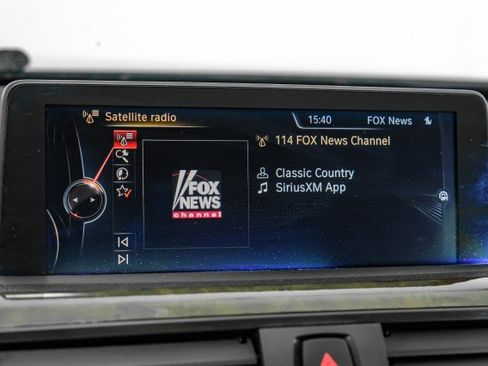 Satellite radio
15:40
FOX News
114 FOX News Channel
FOX
NEWS
channel
Classic Country
SiriusXM App